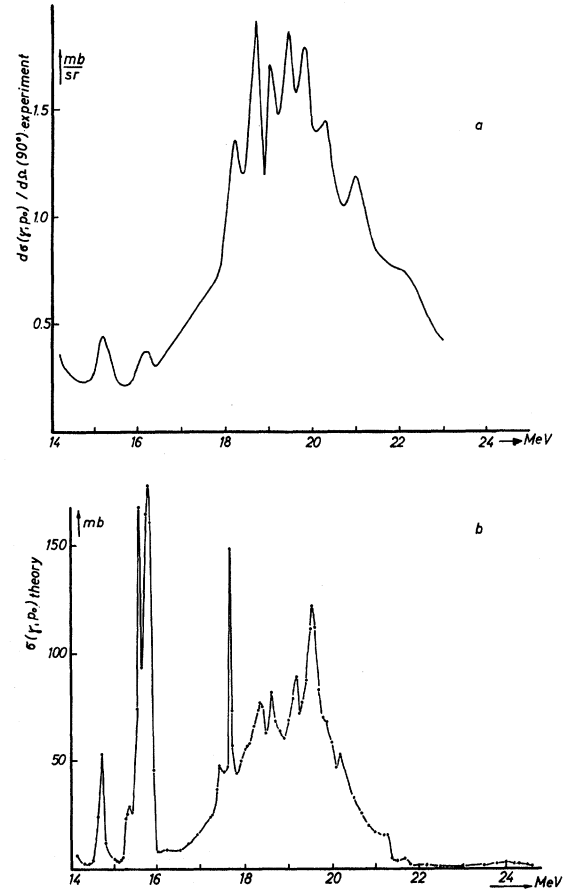 mb
sr
dσ(γ,p₀) / dΩ(90°) experiment
1.5
1.0
0.5
a
14 16 18 20 22 24 MeV
mb
σ(γ,p₀) theory
150
100
50
b
14 16 18 20 22 24 MeV